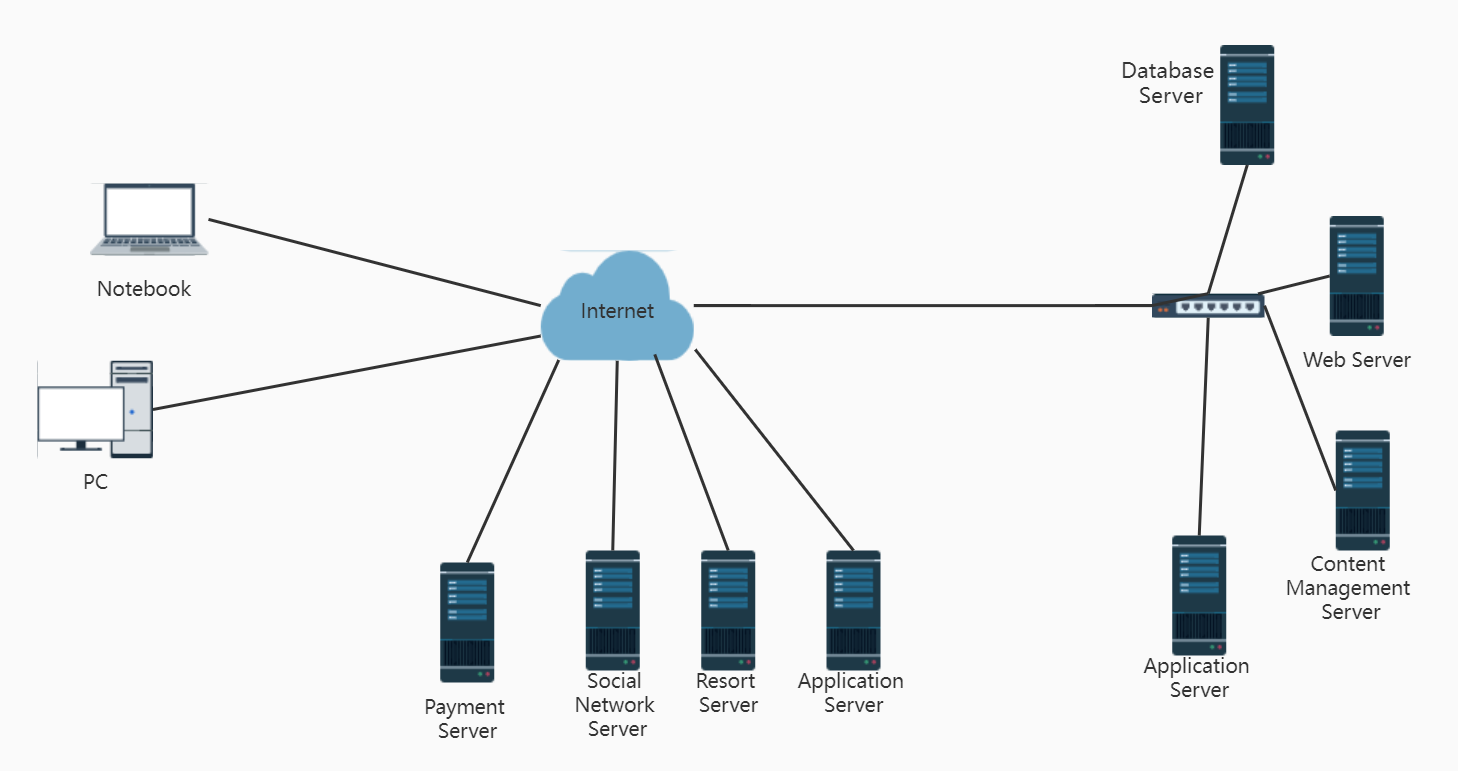 Database
Server
Notebook
Internet
Web Server
PC
Content
Management
Server
Application
Server
Payment
Server
Social
Network
Server
Resort
Server
Application
Server